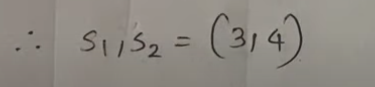 ∴ S₁,S₂ = (3,4)